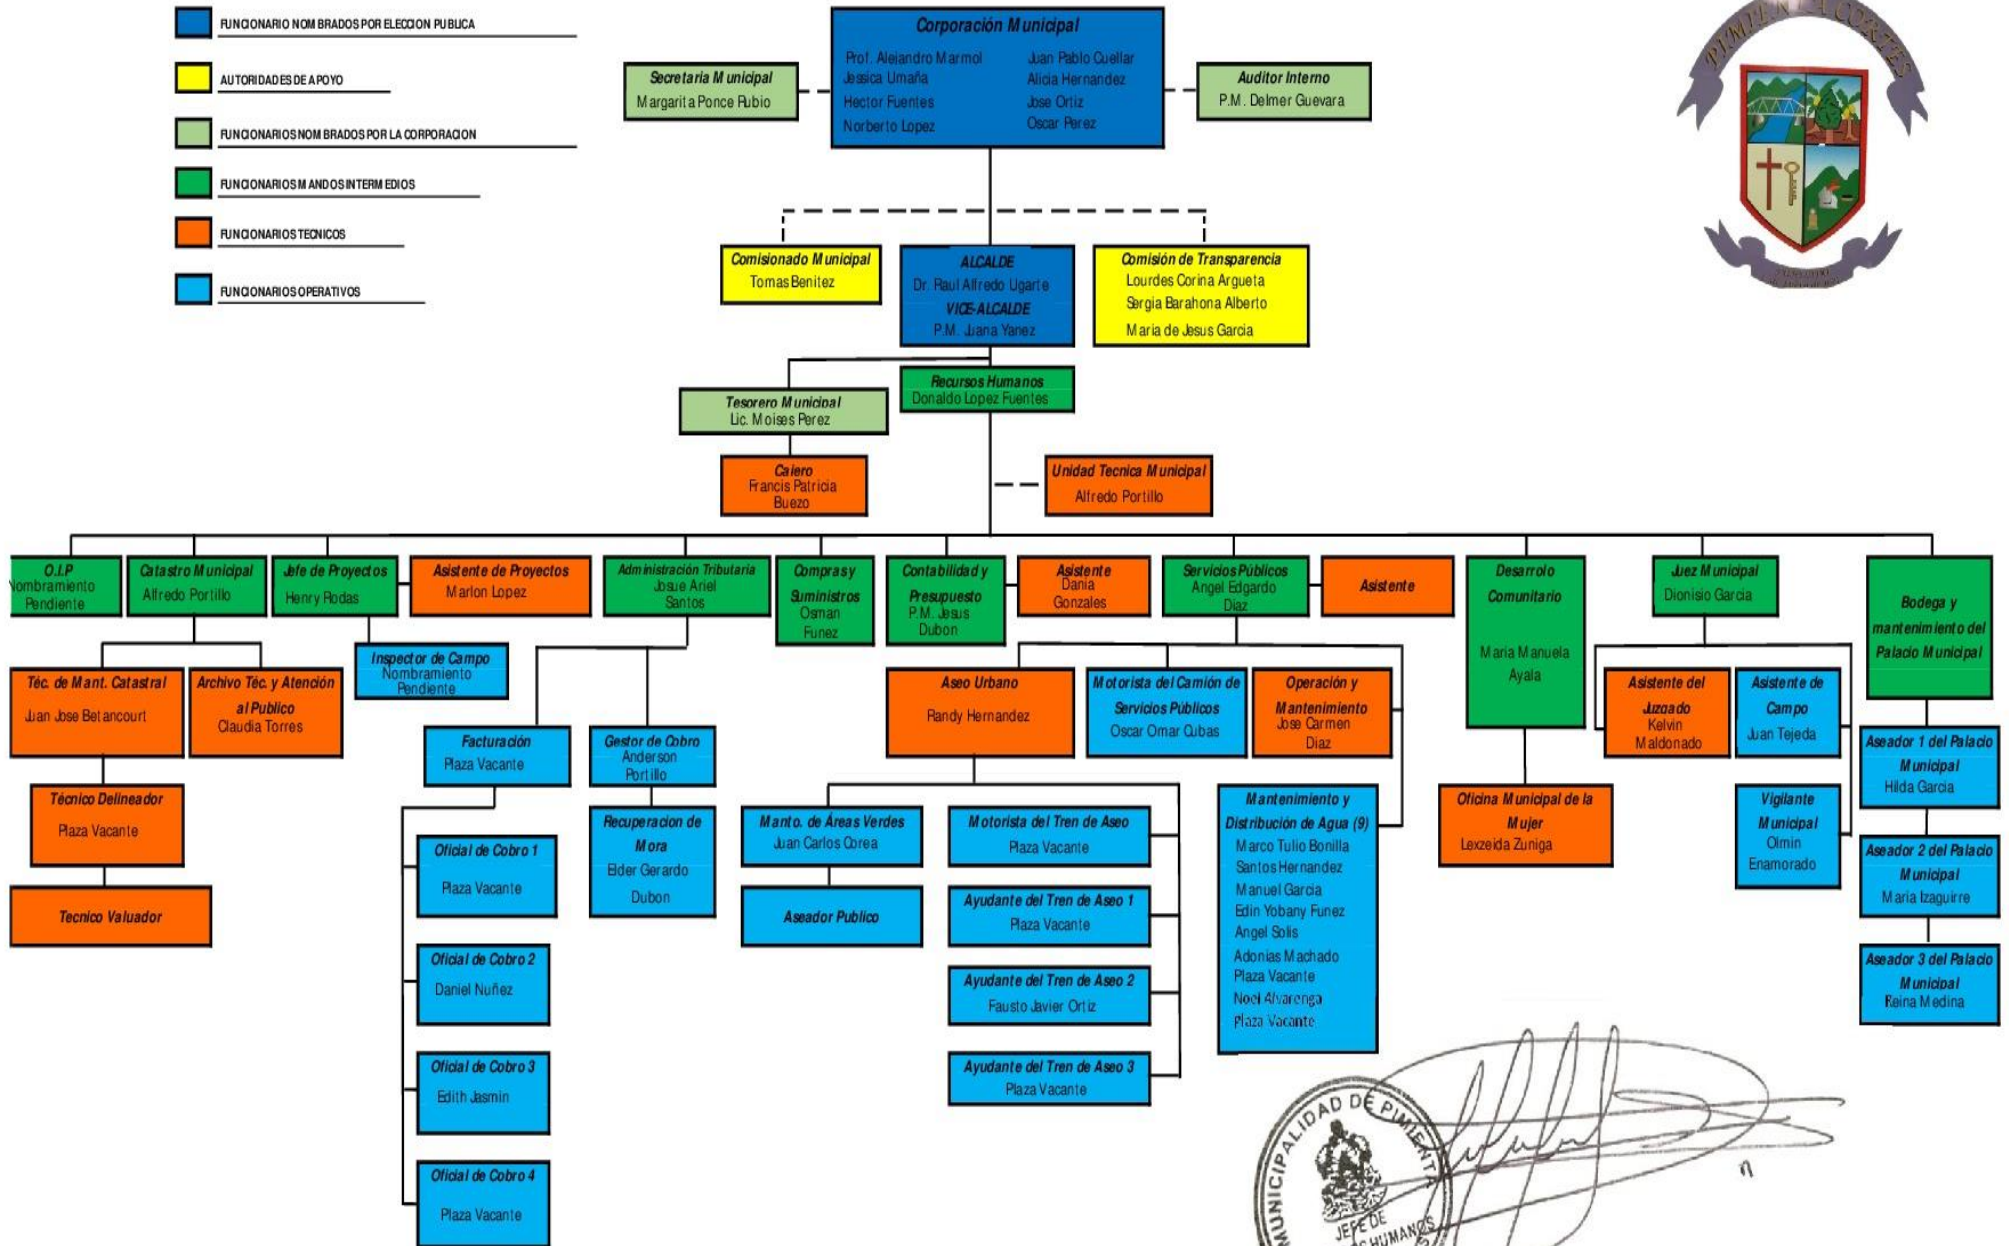 FUNCIONARIO NOMBRADOS POR ELECCION PUBLICA
AUTORIDADES DE APOYO
FUNCIONARIOS NOMBRADOS POR LA CORPORACION
FUNCIONARIOS MANDOS INTERMEDIOS
FUNCIONARIOS TECNICOS
FUNCIONARIOS OPERATIVOS
Corporación Municipal
Prof. Alejandro Marmol
Jessica Umaña
Hector Fuentes
Norberto Lopez
Juan Pablo Cuellar
Alicia Hernandez
Jose Ortiz
Oscar Perez
Secretaria Municipal
Margarita Ponce Rubio
Auditor Interno
P.M. Delmer Guevara
PIMIENTA CORTES
Comisionado Municipal
Tomas Benitez
ALCALDE
Dr. Raul Alfredo Ugarte
VICE-ALCALDE
P.M. Juana Yanez
Comisión de Transparencia
Lourdes Corina Argueta
Sergia Barahona Alberto
Maria de Jesus Garcia
Recursos Humanos
Donaldo Lopez Fuentes
Tesorero Municipal
Lic. Moises Perez
Cajero
Francis Patricia
Buezo
Unidad Tecnica Municipal
Alfredo Portillo
O.I.P
Nombramiento
Pendiente
Catastro Municipal
Alfredo Portillo
Jefe de Proyectos
Henry Rodas
Asistente de Proyectos
Marlon Lopez
Administración Tributaria
Josue Ariel
Santos
Compras y
Suministros
Osman
Funez
Contabilidad y
Presupuesto
P.M. Jesus
Dubon
Asistente
Dania
Gonzales
Servicios Públicos
Angel Edgardo
Diaz
Asistente
Desarrolo
Comunitario
Maria Manuela
Ayala
Juez Municipal
Dionisio Garcia
Bodega y
mantenimiento del
Palacio Municipal
Téc. de Mant. Catastral
Juan Jose Betancourt
Archivo Téc. y Atención
al Publico
Claudia Torres
Inspector de Campo
Nombramiento
Pendiente
Técnico Delineador
Plaza Vacante
Tecnico Valuador
Facturación
Plaza Vacante
Gestor de Cobro
Anderson
Portillo
Recuperacion de
Mora
Elder Gerardo
Dubon
Oficial de Cobro 1
Plaza Vacante
Oficial de Cobro 2
Daniel Nuñez
Oficial de Cobro 3
Edith Jasmin
Oficial de Cobro 4
Plaza Vacante
Aseo Urbano
Randy Hernandez
Motorista del Camión de
Servicios Públicos
Oscar Omar Cubas
Operación y
Mantenimiento
Jose Carmen
Diaz
Manto. de Áreas Verdes
Juan Carlos Corea
Aseador Publico
Motorista del Tren de Aseo
Plaza Vacante
Ayudante del Tren de Aseo 1
Plaza Vacante
Ayudante del Tren de Aseo 2
Fausto Javier Ortiz
Ayudante del Tren de Aseo 3
Plaza Vacante
Mantenimiento y
Distribución de Agua (9)
Marco Tulio Bonilla
Santos Hernandez
Manuel Garcia
Edin Yobany Funez
Angel Solis
Adonias Machado
Plaza Vacante
Noel Alvarenga
Plaza Vacante
Oficina Municipal de la
Mujer
Lexzeida Zuniga
Asistente del
Juzgado
Kelvin
Maldonado
Asistente de
Campo
Juan Tejeda
Vigilante
Municipal
Olmin
Enamorado
Aseador 1 del Palacio
Municipal
Hilda Garcia
Aseador 2 del Palacio
Municipal
Maria Izaguirre
Aseador 3 del Palacio
Municipal
Reina Medina
MUNICIPALIDAD DE PIMIENTA
JEFE DE
HUMANOS